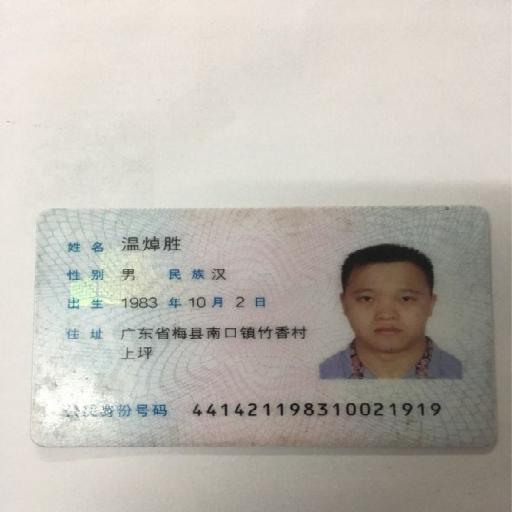 姓名 温焯胜
性别 男 民族 汉
出生 1983 年 10 月 2 日
住址 广东省梅县南口镇竹香村
上坪
公民身份号码 441421198310021919